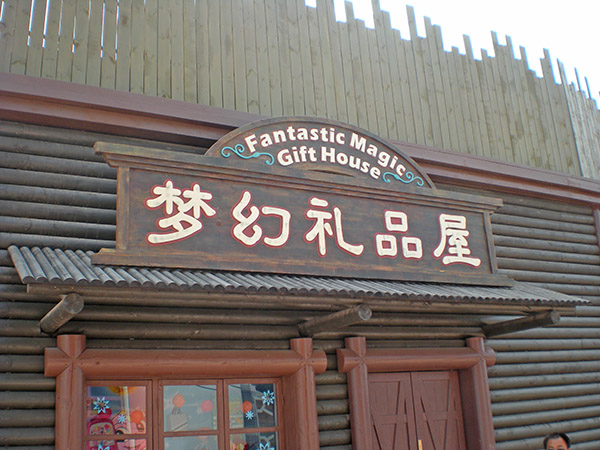 Fantastic Magic
Gift House
梦幻礼品屋